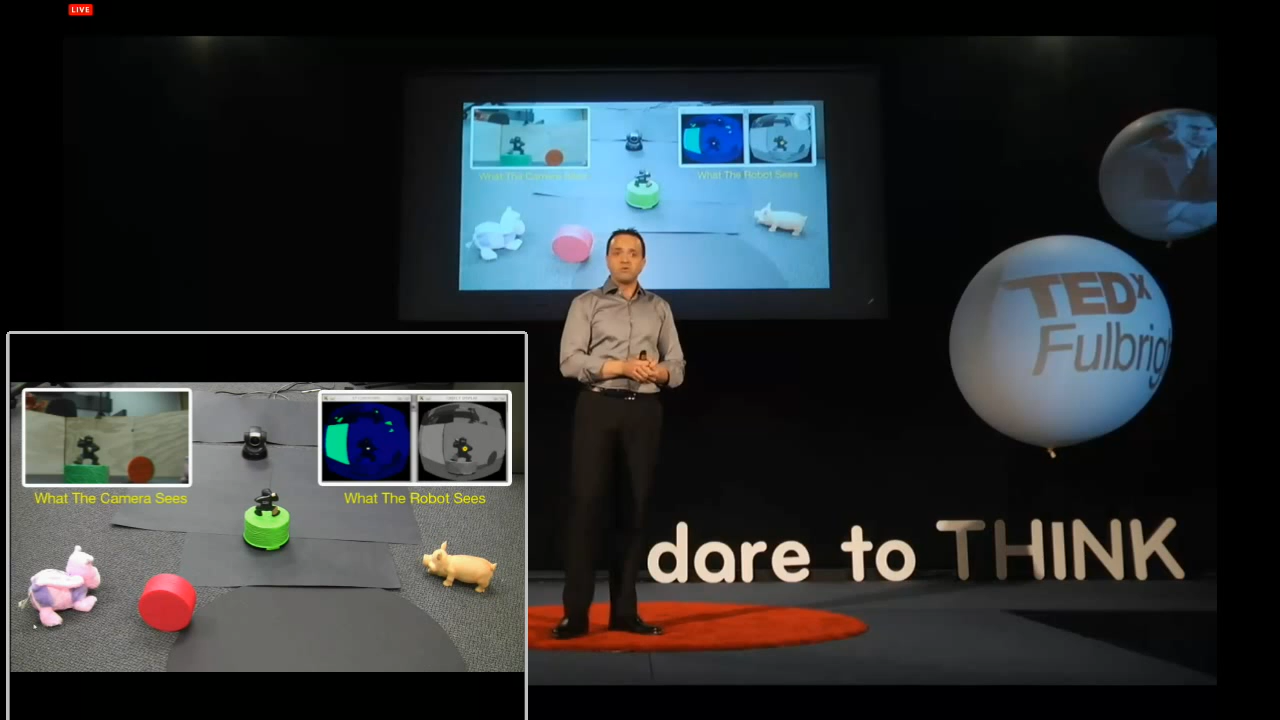 LIVE
What The Camera Sees
What The Robot Sees
TEDx
Fulbrig
What The Camera Sees
What The Robot Sees
dare to THINK